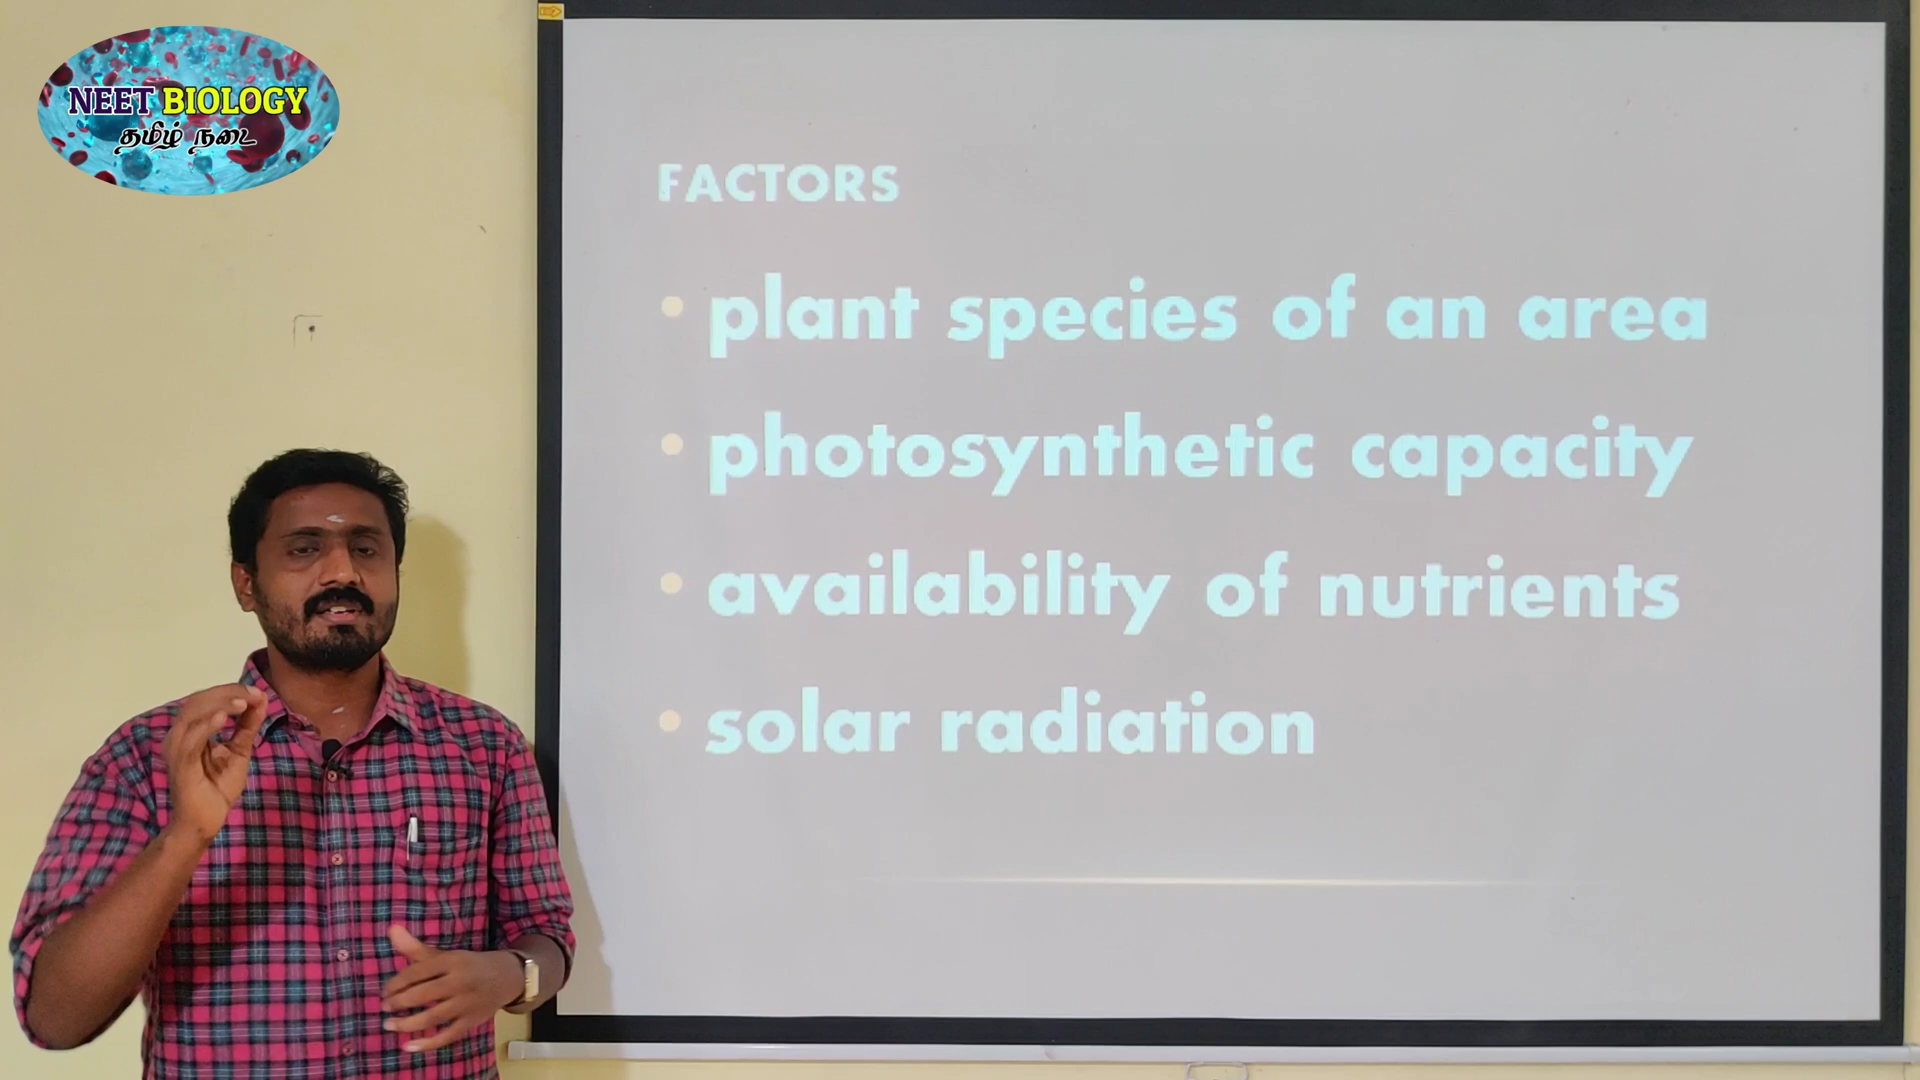 NEET BIOLOGY
தமிழ் நடை
FACTORS
• plant species of an area
• photosynthetic capacity
• availability of nutrients
• solar radiation